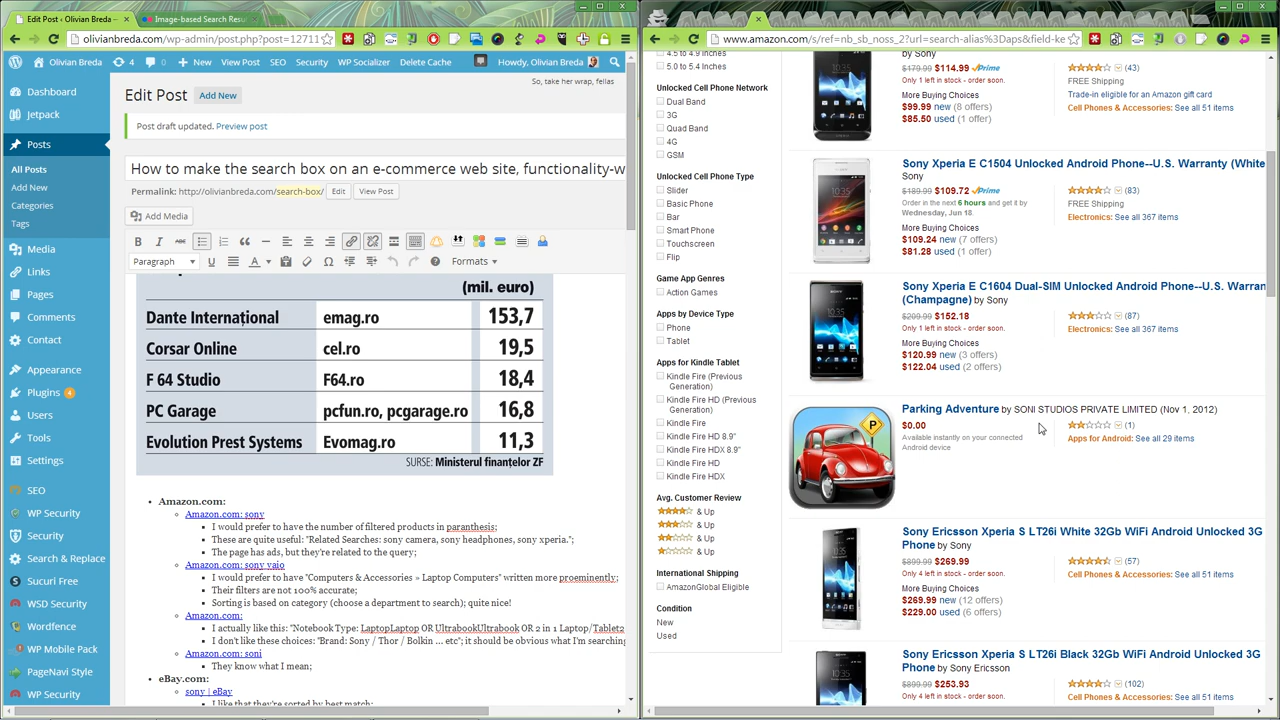 Edit Post ‹ Olivian Breda
Image-based Search Resu
olivianbreda.com/wp-admin/post.php?post=12711
Olivian Breda
New
View Post
SEO
Security
WP Socializer
Delete Cache
Howdy, Olivian Breda
So, take her wrap, fellas
Dashboard
Jetpack
Posts
All Posts
Add New
Categories
Tags
Media
Links
Pages
Comments
Contact
Appearance
Plugins 4
Users
Tools
Settings
SEO
WP Security
Security
Search & Replace
Sucuri Free
WSD Security
Wordfence
WP Mobile Pack
PageNavi Style
WP Security
Edit Post
Add New
Post draft updated. Preview post
How to make the search box on an e-commerce web site, functionality-w
Permalink: http://olivianbreda.com/search-box/ Edit View Post
Add Media
ABC
Formats
(mil. euro)
Dante Internațional emag.ro 153,7
Corsar Online cel.ro 19,5
F 64 Studio F64.ro 18,4
PC Garage pcfun.ro, pcgarage.ro 16,8
Evolution Prest Systems Evomag.ro 11,3
SURSE: Ministerul finanțelor ZF
Amazon.com:
Amazon.com: sony
I would prefer to have the number of filtered products in paranthesis;
These are quite useful: "Related Searches: sony camera, sony headphones, sony xperia.";
The page has ads, but they're related to the query;
Amazon.com: sony vaio
I would prefer to have "Computers & Accessories » Laptop Computers" written more proeminently;
Their filters are not 100% accurate;
Sorting is based on category (choose a department to search); quite nice!
Amazon.com:
I actually like the "Notebook Type: LaptopLaptop OR UltrabookUltrabook OR 2 in 1 Laptop/Tablet2
I don't like these choices: "Brand: Sony / Thor / Bolkin ... etc"; it should be obvious what I'm searching
Amazon.com: soni
They know what I mean;
eBay.com:
sony | eBay
I like that they're sorted by best match;
www.amazon.com/s/ref=nb_sb_noss_2?url=search-alias%3Daps&field-ke
4.5 to 4.9 Inches
5.0 to 5.4 Inches
Unlocked Cell Phone Network
Dual Band
3G
Quad Band
4G
GSM
Unlocked Cell Phone Type
Slider
Basic Phone
Bar
Smart Phone
Touchscreen
Flip
Game App Genres
Action Games
Apps by Device Type
Phone
Tablet
Apps for Kindle Tablet
Kindle Fire (Previous
Generation)
Kindle Fire HD (Previous
Generation)
Kindle Fire
Kindle Fire HD 8.9"
Kindle Fire HDX 8.9"
Kindle Fire HD
Kindle Fire HDX
Avg. Customer Review
& Up
& Up
& Up
& Up
International Shipping
AmazonGlobal Eligible
Condition
New
Used
by Sony
$179.99 $114.99 Prime
Only 1 left in stock - order soon.
More Buying Choices
$99.99 new (8 offers)
$85.50 used (1 offer)
(43)
FREE Shipping
Trade-in eligible for an Amazon gift card
Cell Phones & Accessories: See all 51 items
Sony Xperia E C1504 Unlocked Android Phone--U.S. Warranty (White
Sony
$189.99 $109.72 Prime
Order in the next 6 hours and get it by
Wednesday, Jun 18.
More Buying Choices
$109.24 new (7 offers)
$81.28 used (1 offer)
(83)
FREE Shipping
Electronics: See all 367 items
Sony Xperia E C1604 Dual-SIM Unlocked Android Phone--U.S. Warran
(Champagne) by Sony
$209.99 $152.18
Only 1 left in stock - order soon.
More Buying Choices
$120.99 new (3 offers)
$122.04 used (2 offers)
(87)
Electronics: See all 367 items
P
Parking Adventure by SONI STUDIOS PRIVATE LIMITED (Nov 1, 2012)
$0.00
Available instantly on your connected
Android device
(1)
Apps for Android: See all 29 items
Sony Ericsson Xperia S LT26i White 32Gb WiFi Android Unlocked 3G
Phone by Sony
$899.99 $269.99
Only 4 left in stock - order soon.
More Buying Choices
$269.99 new (12 offers)
$229.00 used (6 offers)
(57)
Cell Phones & Accessories: See all 51 items
Sony Ericsson Xperia S LT26i Black 32Gb WiFi Android Unlocked 3G
Phone by Sony Ericsson
$899.99 $253.93
Only 4 left in stock - order soon.
(102)
Cell Phones & Accessories: See all 51 items